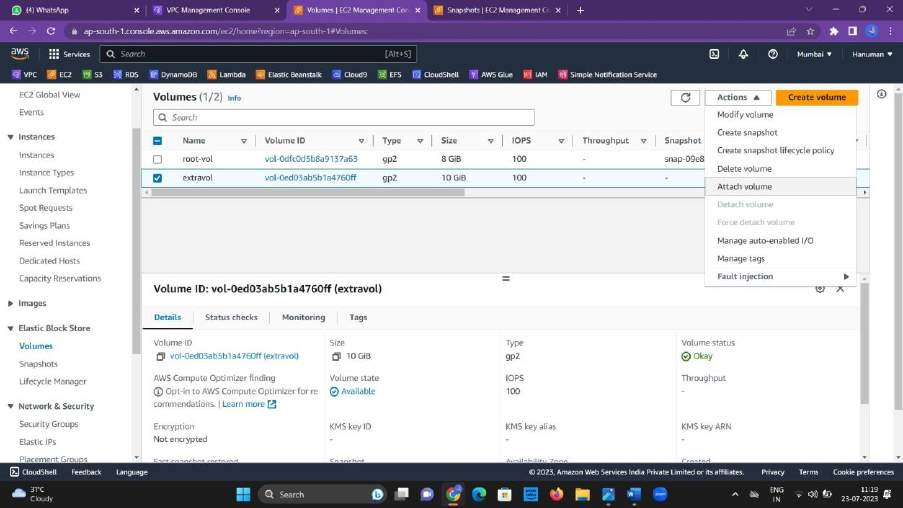 (4) WhatsApp
VPC Management Console
Volumes | EC2 Management Con
Snapshots | EC2 Management C
ap-south-1.console.aws.amazon.com/ec2/home?region=ap-south-1#Volumes:
aws Services Search [Alt+S] Mumbai Hanuman
VPC EC2 S3 RDS DynamoDB Lambda Elastic Beanstalk Cloud9 EFS CloudShell AWS Glue IAM Simple Notification Service
EC2 Global View
Events
Instances
Instances
Instance Types
Launch Templates
Spot Requests
Savings Plans
Reserved Instances
Dedicated Hosts
Capacity Reservations
Images
Elastic Block Store
Volumes
Snapshots
Lifecycle Manager
Network & Security
Security Groups
Elastic IPs
Placement Groups
Volumes (1/2) Info
Actions
Create volume
Search
Name Volume ID Type Size IOPS Throughput Snapshot
root-vol vol-0dfc0d5b8a9137a63 gp2 8 GiB 100 - snap-09e8
extravol vol-0ed03ab5b1a4760ff gp2 10 GiB 100 - -
Modify volume
Create snapshot
Create snapshot lifecycle policy
Delete volume
Attach volume
Detach volume
Force detach volume
Manage auto-enabled I/O
Manage tags
Fault injection
Volume ID: vol-0ed03ab5b1a4760ff (extravol)
Details Status checks Monitoring Tags
Volume ID Size Type Volume status
vol-0ed03ab5b1a4760ff (extravol) 10 GiB gp2 Okay
AWS Compute Optimizer finding Volume state IOPS Throughput
Opt-in to AWS Compute Optimizer for re Available 100 -
commendations. | Learn more
Encryption KMS key ID KMS key alias KMS key ARN
Not encrypted - - -
Fast snapshot restored Snapshot Availability Zone Created
CloudShell Feedback Language © 2023, Amazon Web Services India Private Limited or its affiliates. Privacy Terms Cookie preferences
31°C
Cloudy
Search
ENG
IN
11:19
23-07-2023